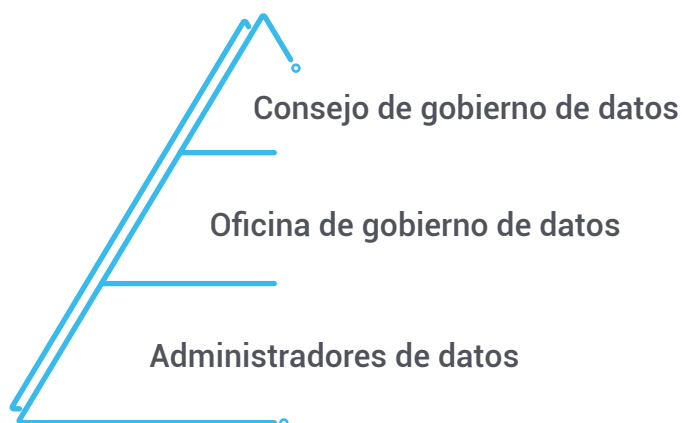 Consejo de gobierno de datos
Oficina de gobierno de datos
Administradores de datos